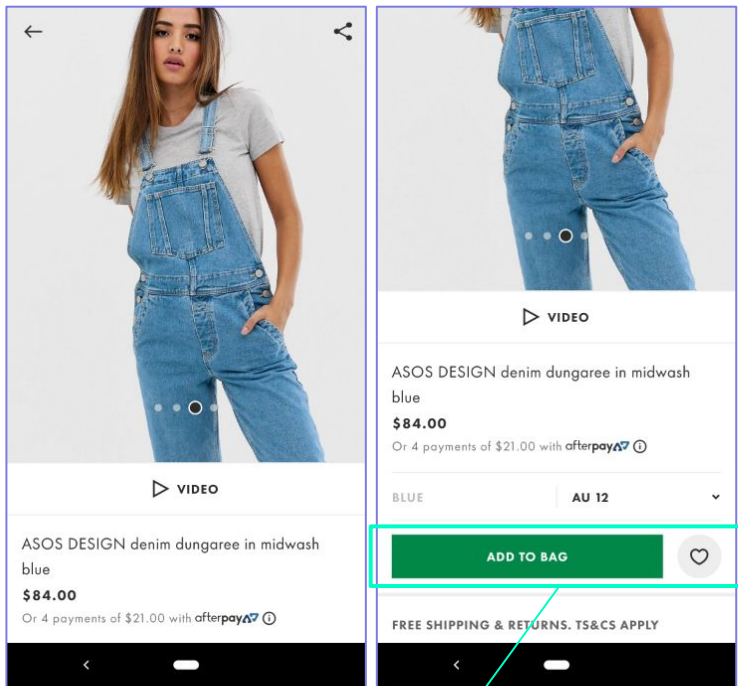 VIDEO
ASOS DESIGN denim dungaree in midwash
blue
$84.00
Or 4 payments of $21.00 with afterpay
VIDEO
ASOS DESIGN denim dungaree in midwash
blue
$84.00
Or 4 payments of $21.00 with afterpay
BLUE
AU 12
ADD TO BAG
FREE SHIPPING & RETURNS. TS&CS APPLY